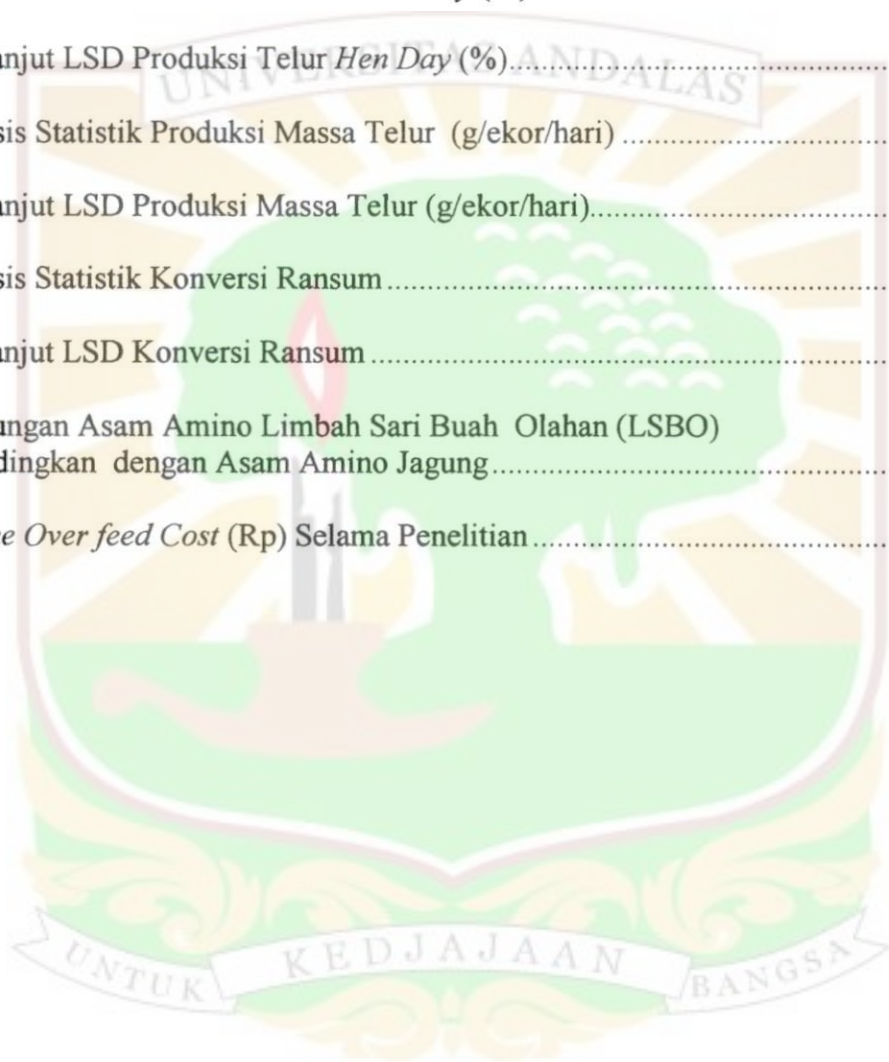 anjut LSD Produksi Telur Hen Day (%)....................................................
UNIVERSITAS ANDALAS
sis Statistik Produksi Massa Telur (g/ekor/hari) ....................................
anjut LSD Produksi Massa Telur (g/ekor/hari)........................................
sis Statistik Konversi Ransum ....................................................................
anjut LSD Konversi Ransum ......................................................................
ungan Asam Amino Limbah Sari Buah Olahan (LSBO)
dingkan dengan Asam Amino Jagung.......................................................
e Over feed Cost (Rp) Selama Penelitian .................................................
UNTUK KEDJAJAAN BANGSA